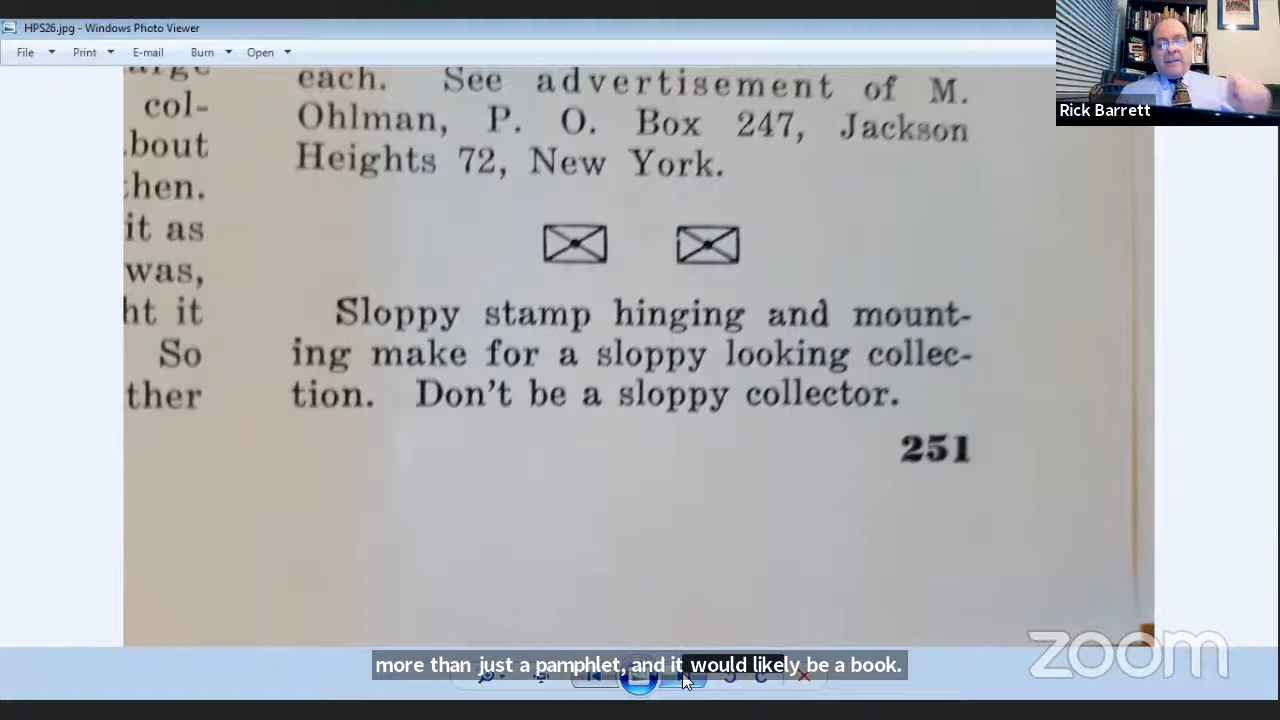 HPS26.jpg - Windows Photo Viewer
File Print E-mail Burn Open
Rick Barrett
col-
bout
hen.
it as
was,
ht it
So
ther
each. See advertisement of M.
Ohlman, P. O. Box 247, Jackson
Heights 72, New York.
Sloppy stamp hinging and mount-
ing make for a sloppy looking collec-
tion. Don't be a sloppy collector.
251
zoom
more than just a pamphlet, and it would likely be a book.